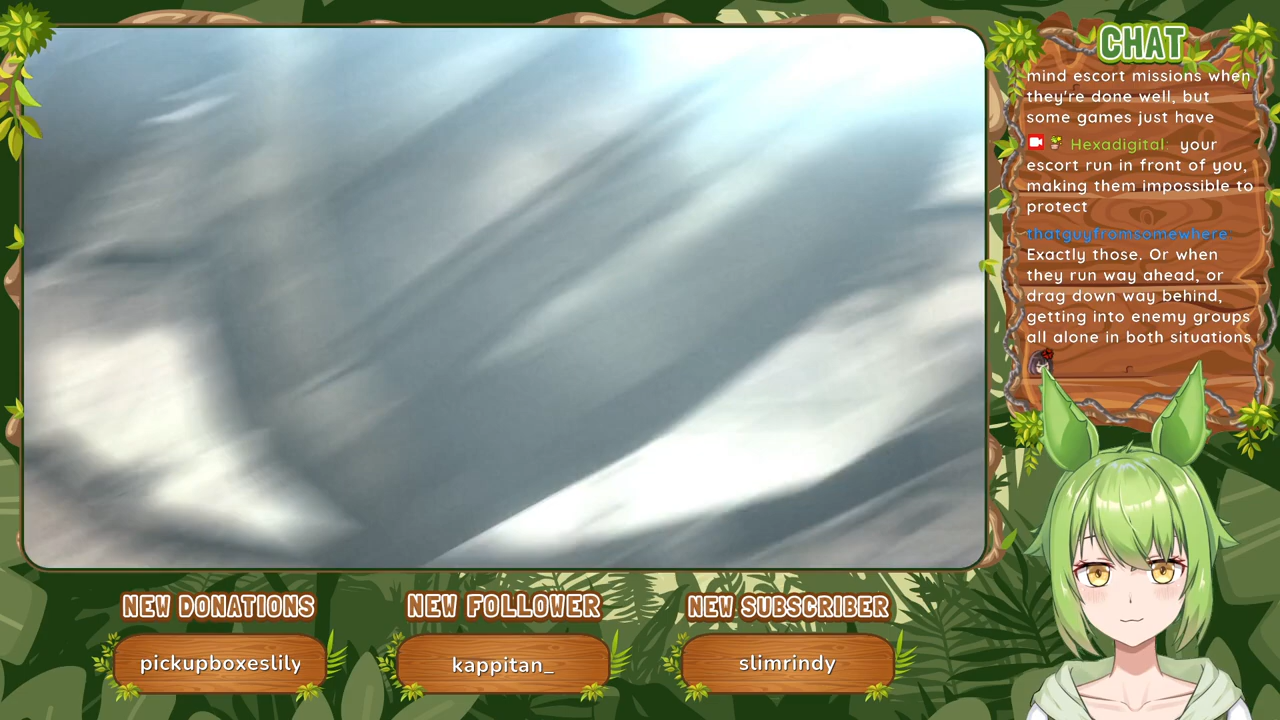 CHAT
mind escort missions when
they're done well, but
some games just have
Hexadigital: your
escort run in front of you,
making them impossible to
protect
thatguyfromsomewhere
Exactly those. Or when
they run way ahead, or
drag down way behind,
getting into enemy groups
all alone in both situations
NEW DONATIONS
NEW FOLLOWER
NEW SUBSCRIBER
pickupboxeslily
kappitan_
slimrindy